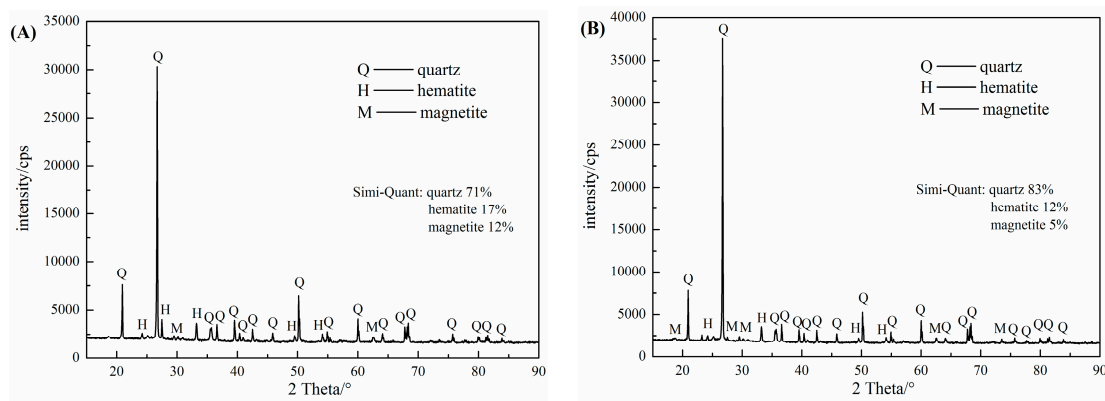 (A)
35000
30000
25000
20000
15000
10000
5000
0
intensity/cps
20 30 40 50 60 70 80 90
2 Theta/°
Q — quartz
H — hematite
M — magnetite
Simi-Quant: quartz 71%
hematite 17%
magnetite 12%
Q H Q H M H Q Q Q Q Q Q H Q H Q Q M Q Q Q Q Q Q Q
(B)
40000
35000
30000
25000
20000
15000
10000
5000
0
intensity/cps
20 30 40 50 60 70 80 90
2 Theta/°
Q — quartz
H — hematite
M — magnetite
Simi-Quant: quartz 83%
hematite 12%
magnetite 5%
M Q H Q M M H Q Q Q Q Q Q H Q H Q Q M Q Q Q M Q Q Q Q Q